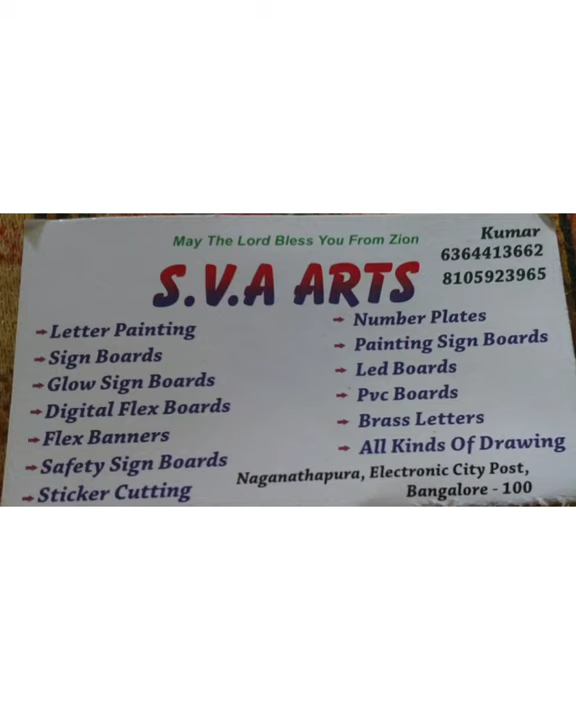 May The Lord Bless You From Zion
Kumar
6364413662
8105923965
S.V.A ARTS
Letter Painting
Sign Boards
Glow Sign Boards
Digital Flex Boards
Flex Banners
Safety Sign Boards
Sticker Cutting
Number Plates
Painting Sign Boards
Led Boards
Pvc Boards
Brass Letters
All Kinds Of Drawing
Naganathapura, Electronic City Post,
Bangalore - 100